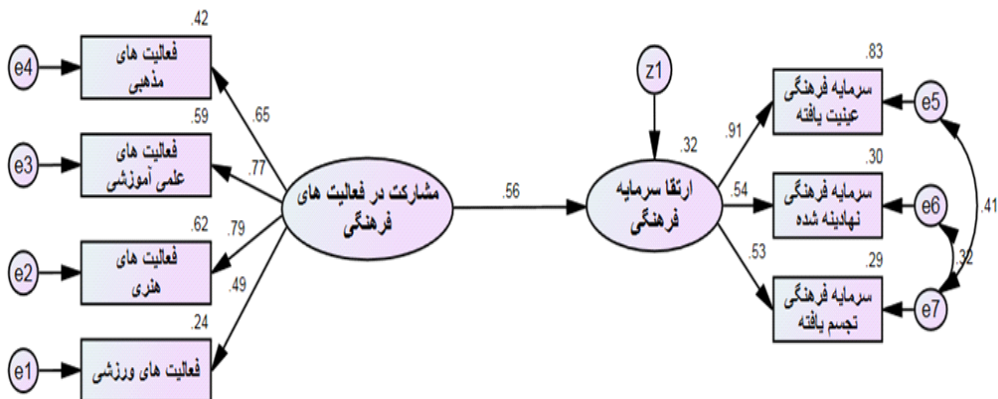 .42
فعالیت های
مذهبی
e4
.65
.59
فعالیت های
علمی آموزشی
e3
.77
.62
فعالیت های
هنری
e2
.79
.24
فعالیت های ورزشی
e1
.49
مشارکت در فعالیت های
فرهنگی
.56
z1
.32
ارتقا سرمایه
فرهنگی
.83
سرمایه فرهنگی
عینیت یافته
e5
.91
.30
سرمایه فرهنگی
نهادینه شده
e6
.54
.29
سرمایه فرهنگی
تجسم یافته
e7
.53
.41
.32